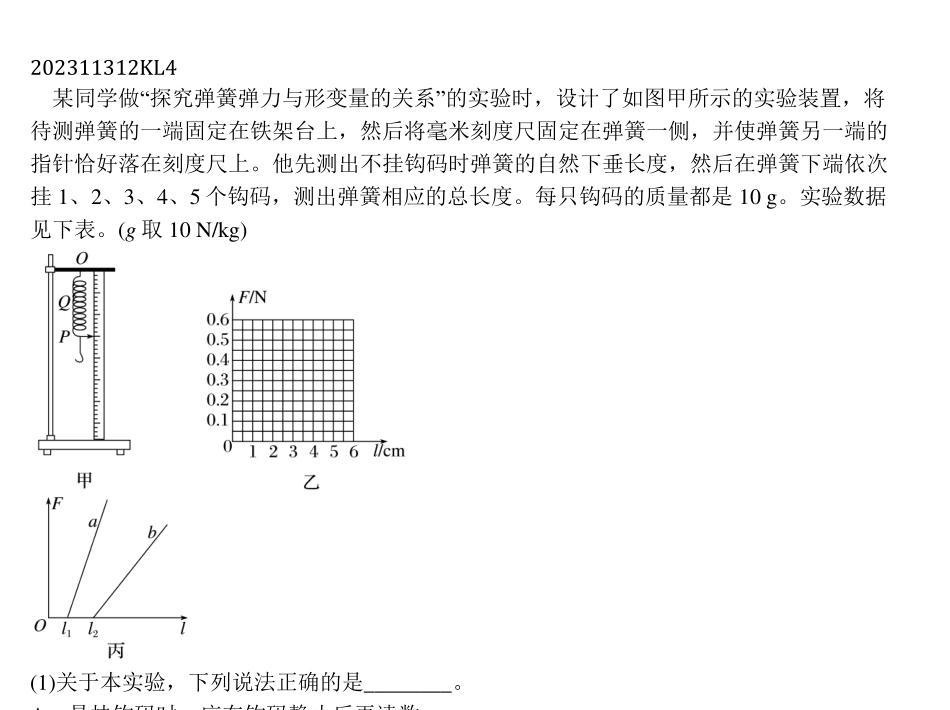 202311312KL4
某同学做“探究弹簧弹力与形变量的关系”的实验时，设计了如图甲所示的实验装置，将
待测弹簧的一端固定在铁架台上，然后将毫米刻度尺固定在弹簧一侧，并使弹簧另一端的
指针恰好落在刻度尺上。他先测出不挂钩码时弹簧的自然下垂长度，然后在弹簧下端依次
挂 1、2、3、4、5 个钩码，测出弹簧相应的总长度。每只钩码的质量都是 10 g。实验数据
见下表。(g 取 10 N/kg)
O
Q
P
甲
F/N
0.6
0.5
0.4
0.3
0.2
0.1
0 1 2 3 4 5 6 l/cm
乙
F
a
b
O l1 l2 l
丙
(1)关于本实验，下列说法正确的是________。